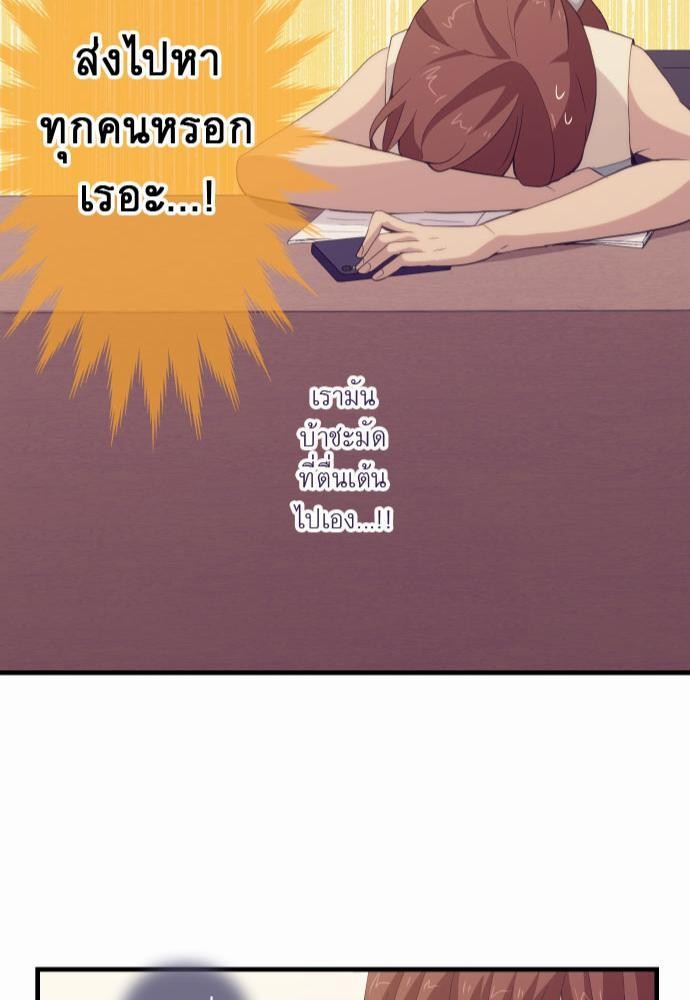 ส่งไปหา
ทุกคนหรอก
เรอะ...!
เรามัน
บ้าชะมัด
ที่ตื่นเต้น
ไปเอง...!!